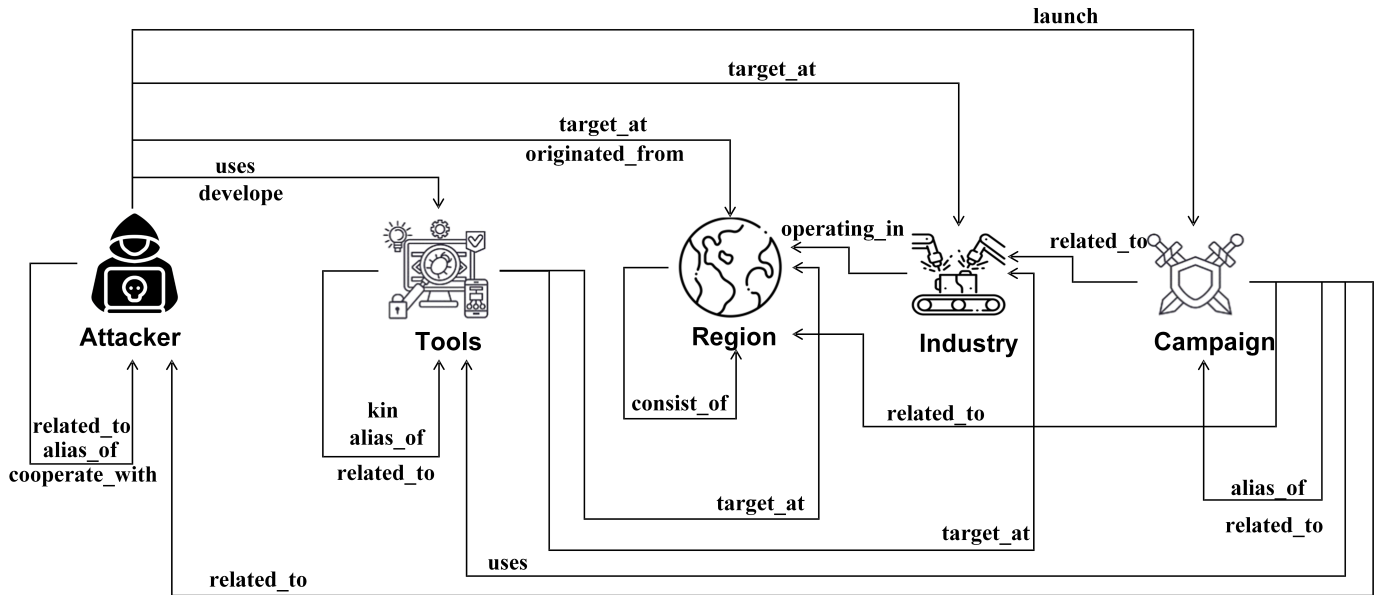 launch
target_at
target_at
originated_from
uses
develope
operating_in
related_to
Attacker
Tools
Region
Industry
Campaign
related_to
alias_of
cooperate_with
kin
alias_of
related_to
consist_of
related_to
target_at
target_at
alias_of
related_to
uses
related_to